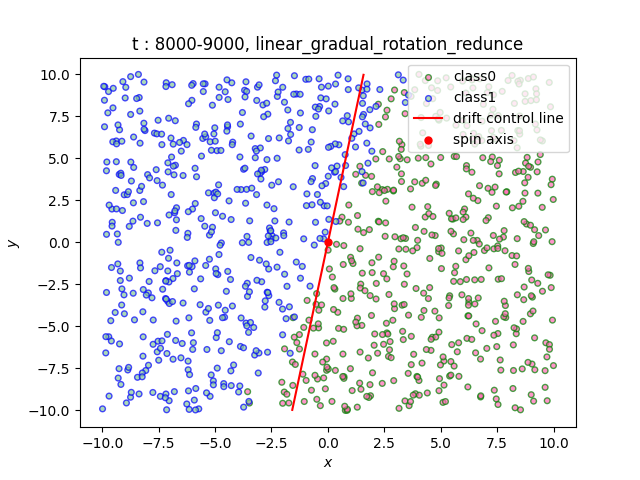 t : 8000-9000, linear_gradual_rotation_redunce
class0
class1
drift control line
spin axis
10.0
7.5
5.0
2.5
0.0
−2.5
−5.0
−7.5
−10.0
y
−10.0 −7.5 −5.0 −2.5 0.0 2.5 5.0 7.5 10.0
x